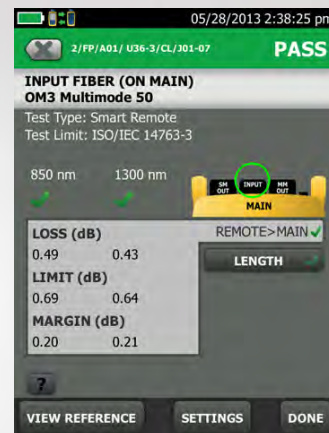 05/28/2013 2:38:25 pm
2/FP/A01/ U36-3/CL/J01-07
PASS
INPUT FIBER (ON MAIN)
OM3 Multimode 50
Test Type: Smart Remote
Test Limit: ISO/IEC 14763-3
850 nm 1300 nm
SM OUT INPUT MM OUT
MAIN
LOSS (dB) REMOTE>MAIN
0.49 0.43
LENGTH
LIMIT (dB)
0.69 0.64
MARGIN (dB)
0.20 0.21
?
VIEW REFERENCE SETTINGS DONE